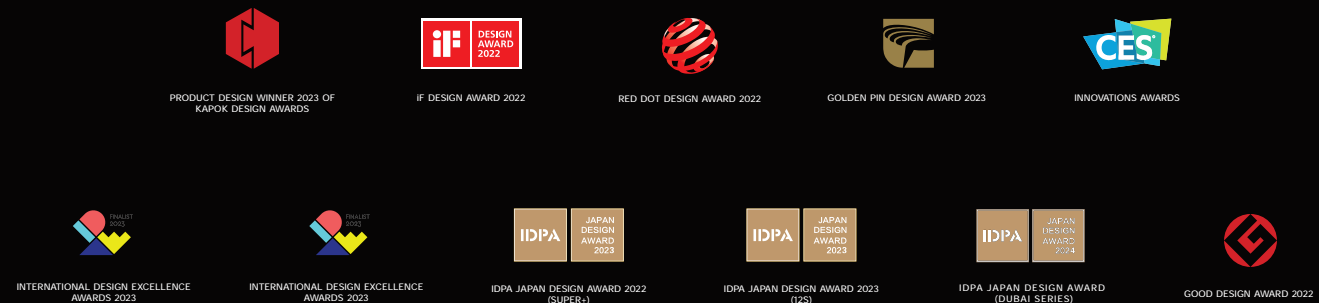 iF
DESIGN
AWARD
2022
CES
PRODUCT DESIGN WINNER 2023 OF
KAPOK DESIGN AWARDS
iF DESIGN AWARD 2022
RED DOT DESIGN AWARD 2022
GOLDEN PIN DESIGN AWARD 2023
INNOVATIONS AWARDS
FINALIST
2023
FINALIST
2023
IDPA
JAPAN
DESIGN
AWARD
2023
IDPA
JAPAN
DESIGN
AWARD
2023
IDPA
JAPAN
DESIGN
AWARD
2024
INTERNATIONAL DESIGN EXCELLENCE
AWARDS 2023
INTERNATIONAL DESIGN EXCELLENCE
AWARDS 2023
IDPA JAPAN DESIGN AWARD 2022
(SUPER+)
IDPA JAPAN DESIGN AWARD 2023
(12S)
IDPA JAPAN DESIGN AWARD
(DUBAI SERIES)
GOOD DESIGN AWARD 2022